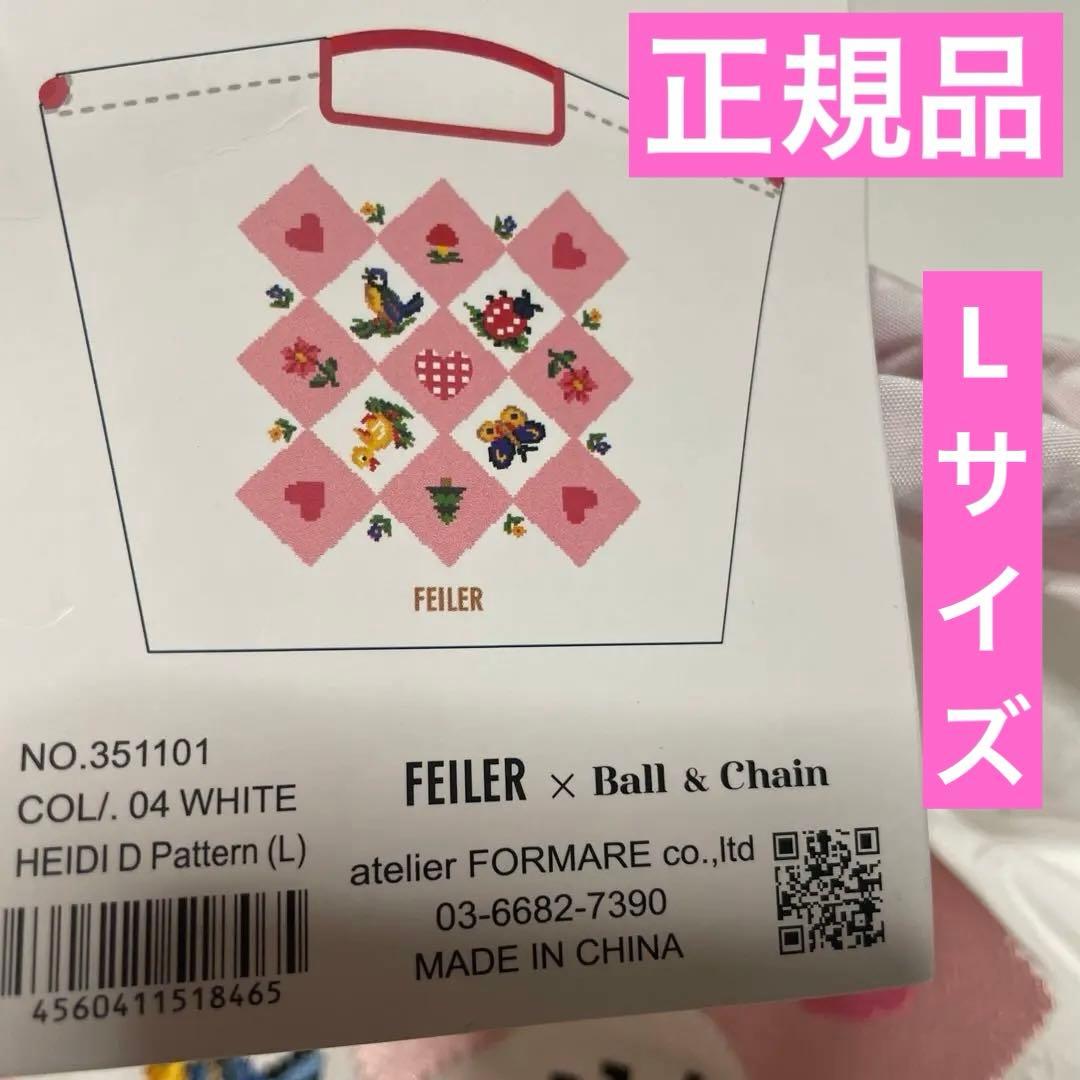 正規品
Lサイズ
FEILER
NO.351101
COL/. 04 WHITE
HEIDI D Pattern (L)
4560411518465
FEILER × Ball & Chain
atelier FORMARE co.,ltd
03-6682-7390
MADE IN CHINA